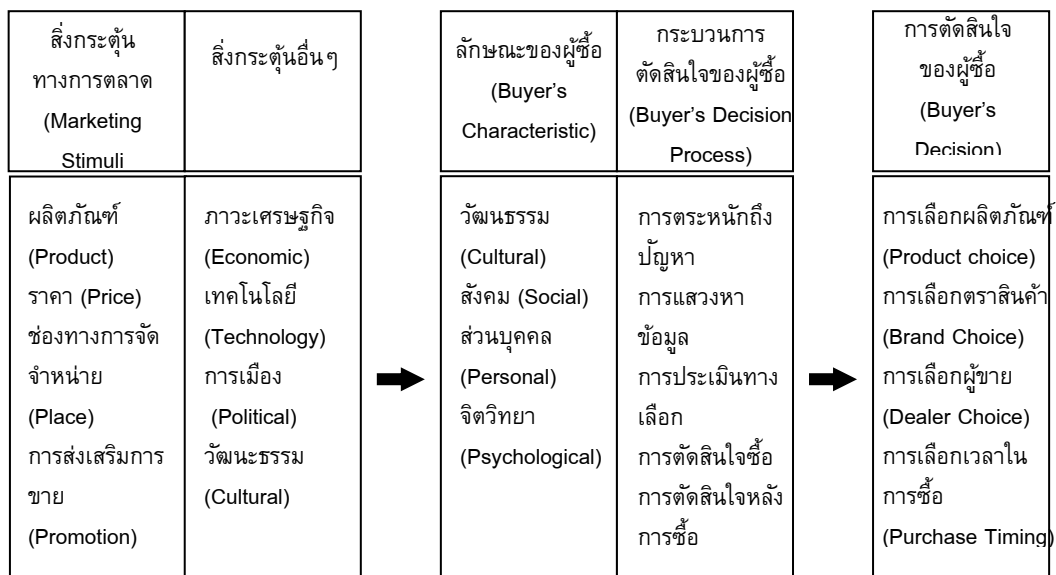 สิ่งกระตุ้น
ทางการตลาด
(Marketing
Stimuli
สิ่งกระตุ้นอื่นๆ
ลักษณะของผู้ซื้อ
(Buyer's
Characteristic)
กระบวนการ
ตัดสินใจของผู้ซื้อ
(Buyer's Decision
Process)
การตัดสินใจ
ของผู้ซื้อ
(Buyer's
Decision)
ผลิตภัณฑ์
(Product)
ราคา (Price)
ช่องทางการจัด
จำหน่าย
(Place)
การส่งเสริมการ
ขาย
(Promotion)
ภาวะเศรษฐกิจ
(Economic)
เทคโนโลยี
(Technology)
การเมือง
(Political)
วัฒนะธรรม
(Cultural)
วัฒนธรรม
(Cultural)
สังคม (Social)
ส่วนบุคคล
(Personal)
จิตวิทยา
(Psychological)
การตระหนักถึง
ปัญหา
การแสวงหา
ข้อมูล
การประเมินทาง
เลือก
การตัดสินใจซื้อ
การตัดสินใจหลัง
การซื้อ
การเลือกผลิตภัณฑ์
(Product choice)
การเลือกตราสินค้า
(Brand Choice)
การเลือกผู้ขาย
(Dealer Choice)
การเลือกเวลาใน
การซื้อ
(Purchase Timing)